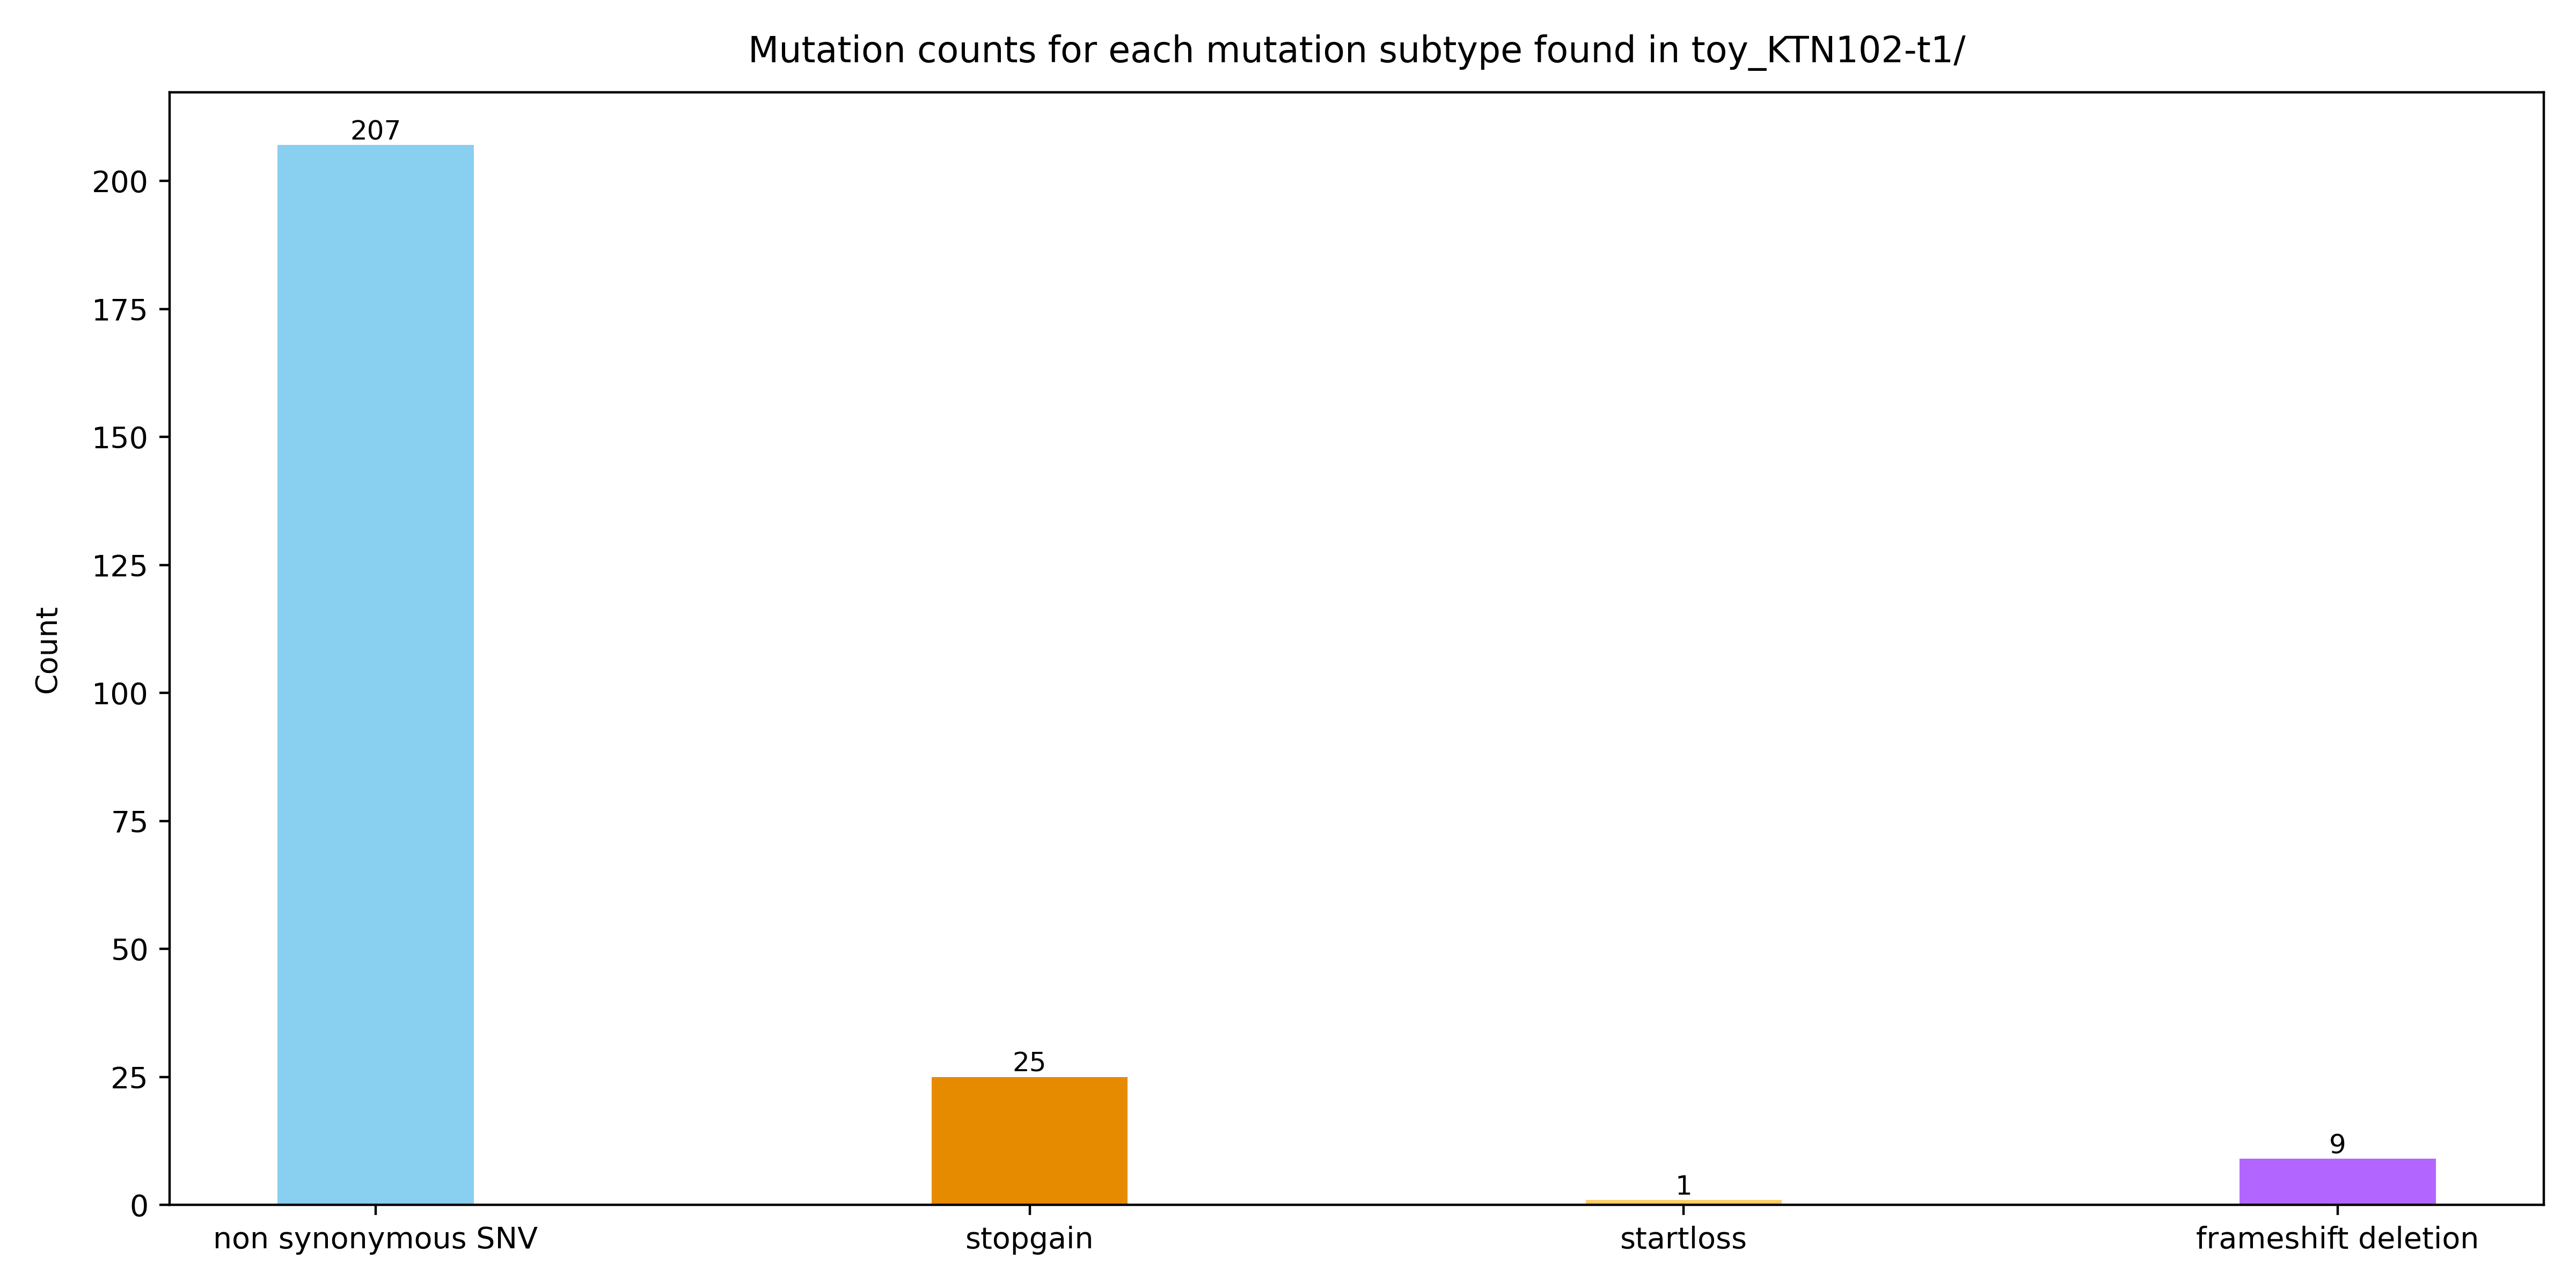 Mutation counts for each mutation subtype found in toy_KTN102-t1/
207
200
175
150
125
100
75
50
25
0
Count
25
1
9
non synonymous SNV
stopgain
startloss
frameshift deletion